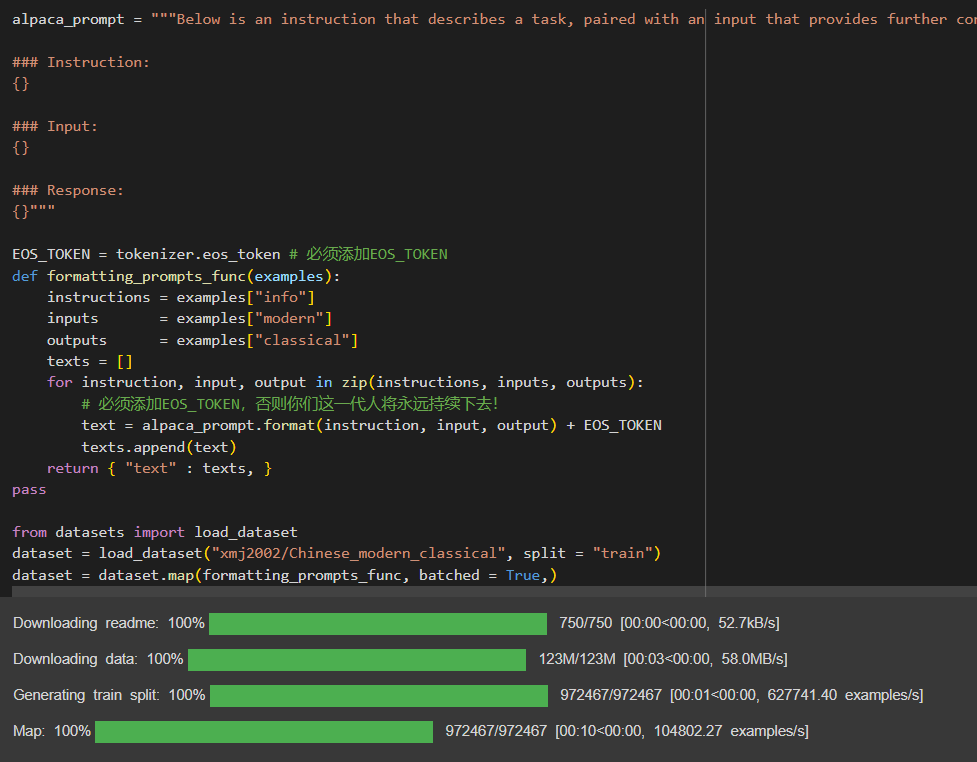 alpaca_prompt = """Below is an instruction that describes a task, paired with an input that provides further
### Instruction:
{}
### Input:
{}
### Response:
{}"""
EOS_TOKEN = tokenizer.eos_token # 必须添加EOS_TOKEN
def formatting_prompts_func(examples):
    instructions = examples["info"]
    inputs       = examples["modern"]
    outputs      = examples["classical"]
    texts = []
    for instruction, input, output in zip(instructions, inputs, outputs):
        # 必须添加EOS_TOKEN，否则你们这一代人将永远持续下去！
        text = alpaca_prompt.format(instruction, input, output) + EOS_TOKEN
        texts.append(text)
    return { "text" : texts, }
pass
from datasets import load_dataset
dataset = load_dataset("xmj2002/Chinese_modern_classical", split = "train")
dataset = dataset.map(formatting_prompts_func, batched = True,)
Downloading readme: 100% 750/750 [00:00<00:00, 52.7kB/s]
Downloading data: 100% 123M/123M [00:03<00:00, 58.0MB/s]
Generating train split: 100% 972467/972467 [00:01<00:00, 627741.40 examples/s]
Map: 100% 972467/972467 [00:10<00:00, 104802.27 examples/s]